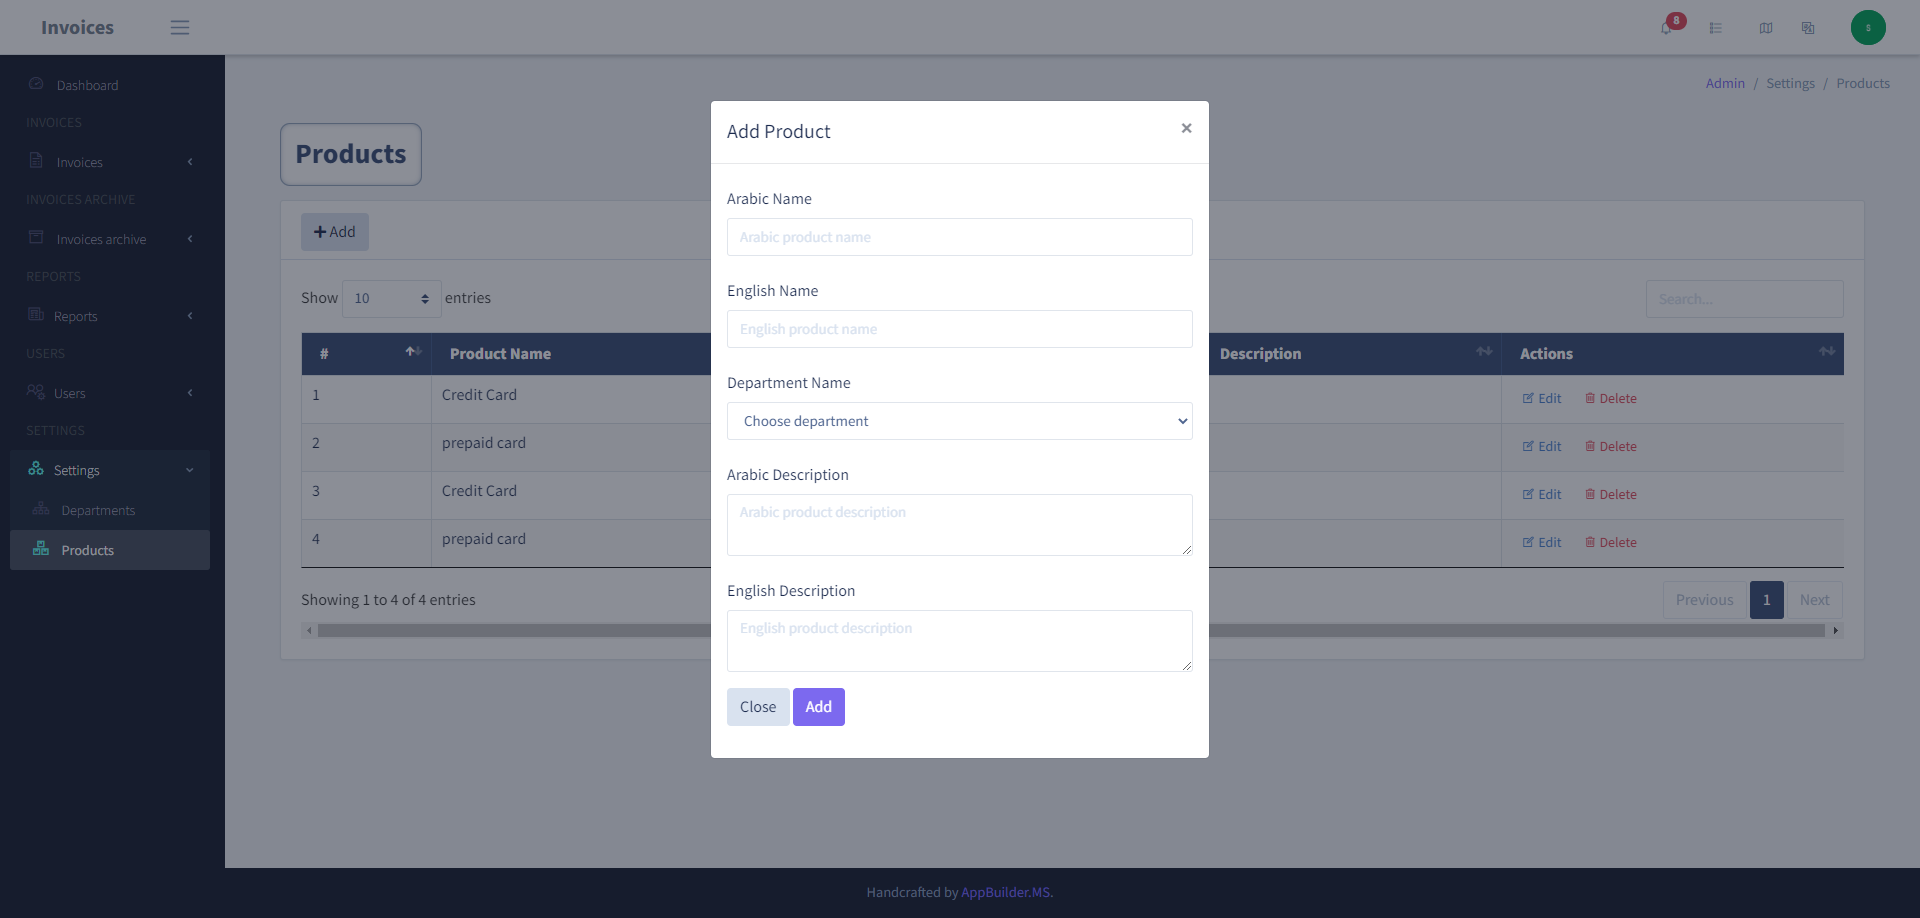 Invoices
8
$
Dashboard
INVOICES
Invoices
INVOICES ARCHIVE
Invoices archive
REPORTS
Reports
USERS
Users
SETTINGS
Settings
Departments
Products
Admin / Settings / Products
Products
Add
Show 10 entries
Search...
# Product Name Description Actions
1 Credit Card Edit Delete
2 prepaid card Edit Delete
3 Credit Card Edit Delete
4 prepaid card Edit Delete
Showing 1 to 4 of 4 entries
Previous 1 Next
Add Product ×
Arabic Name
Arabic product name
English Name
English product name
Department Name
Choose department
Arabic Description
Arabic product description
English Description
English product description
Close Add
Handcrafted by AppBuilder.MS.